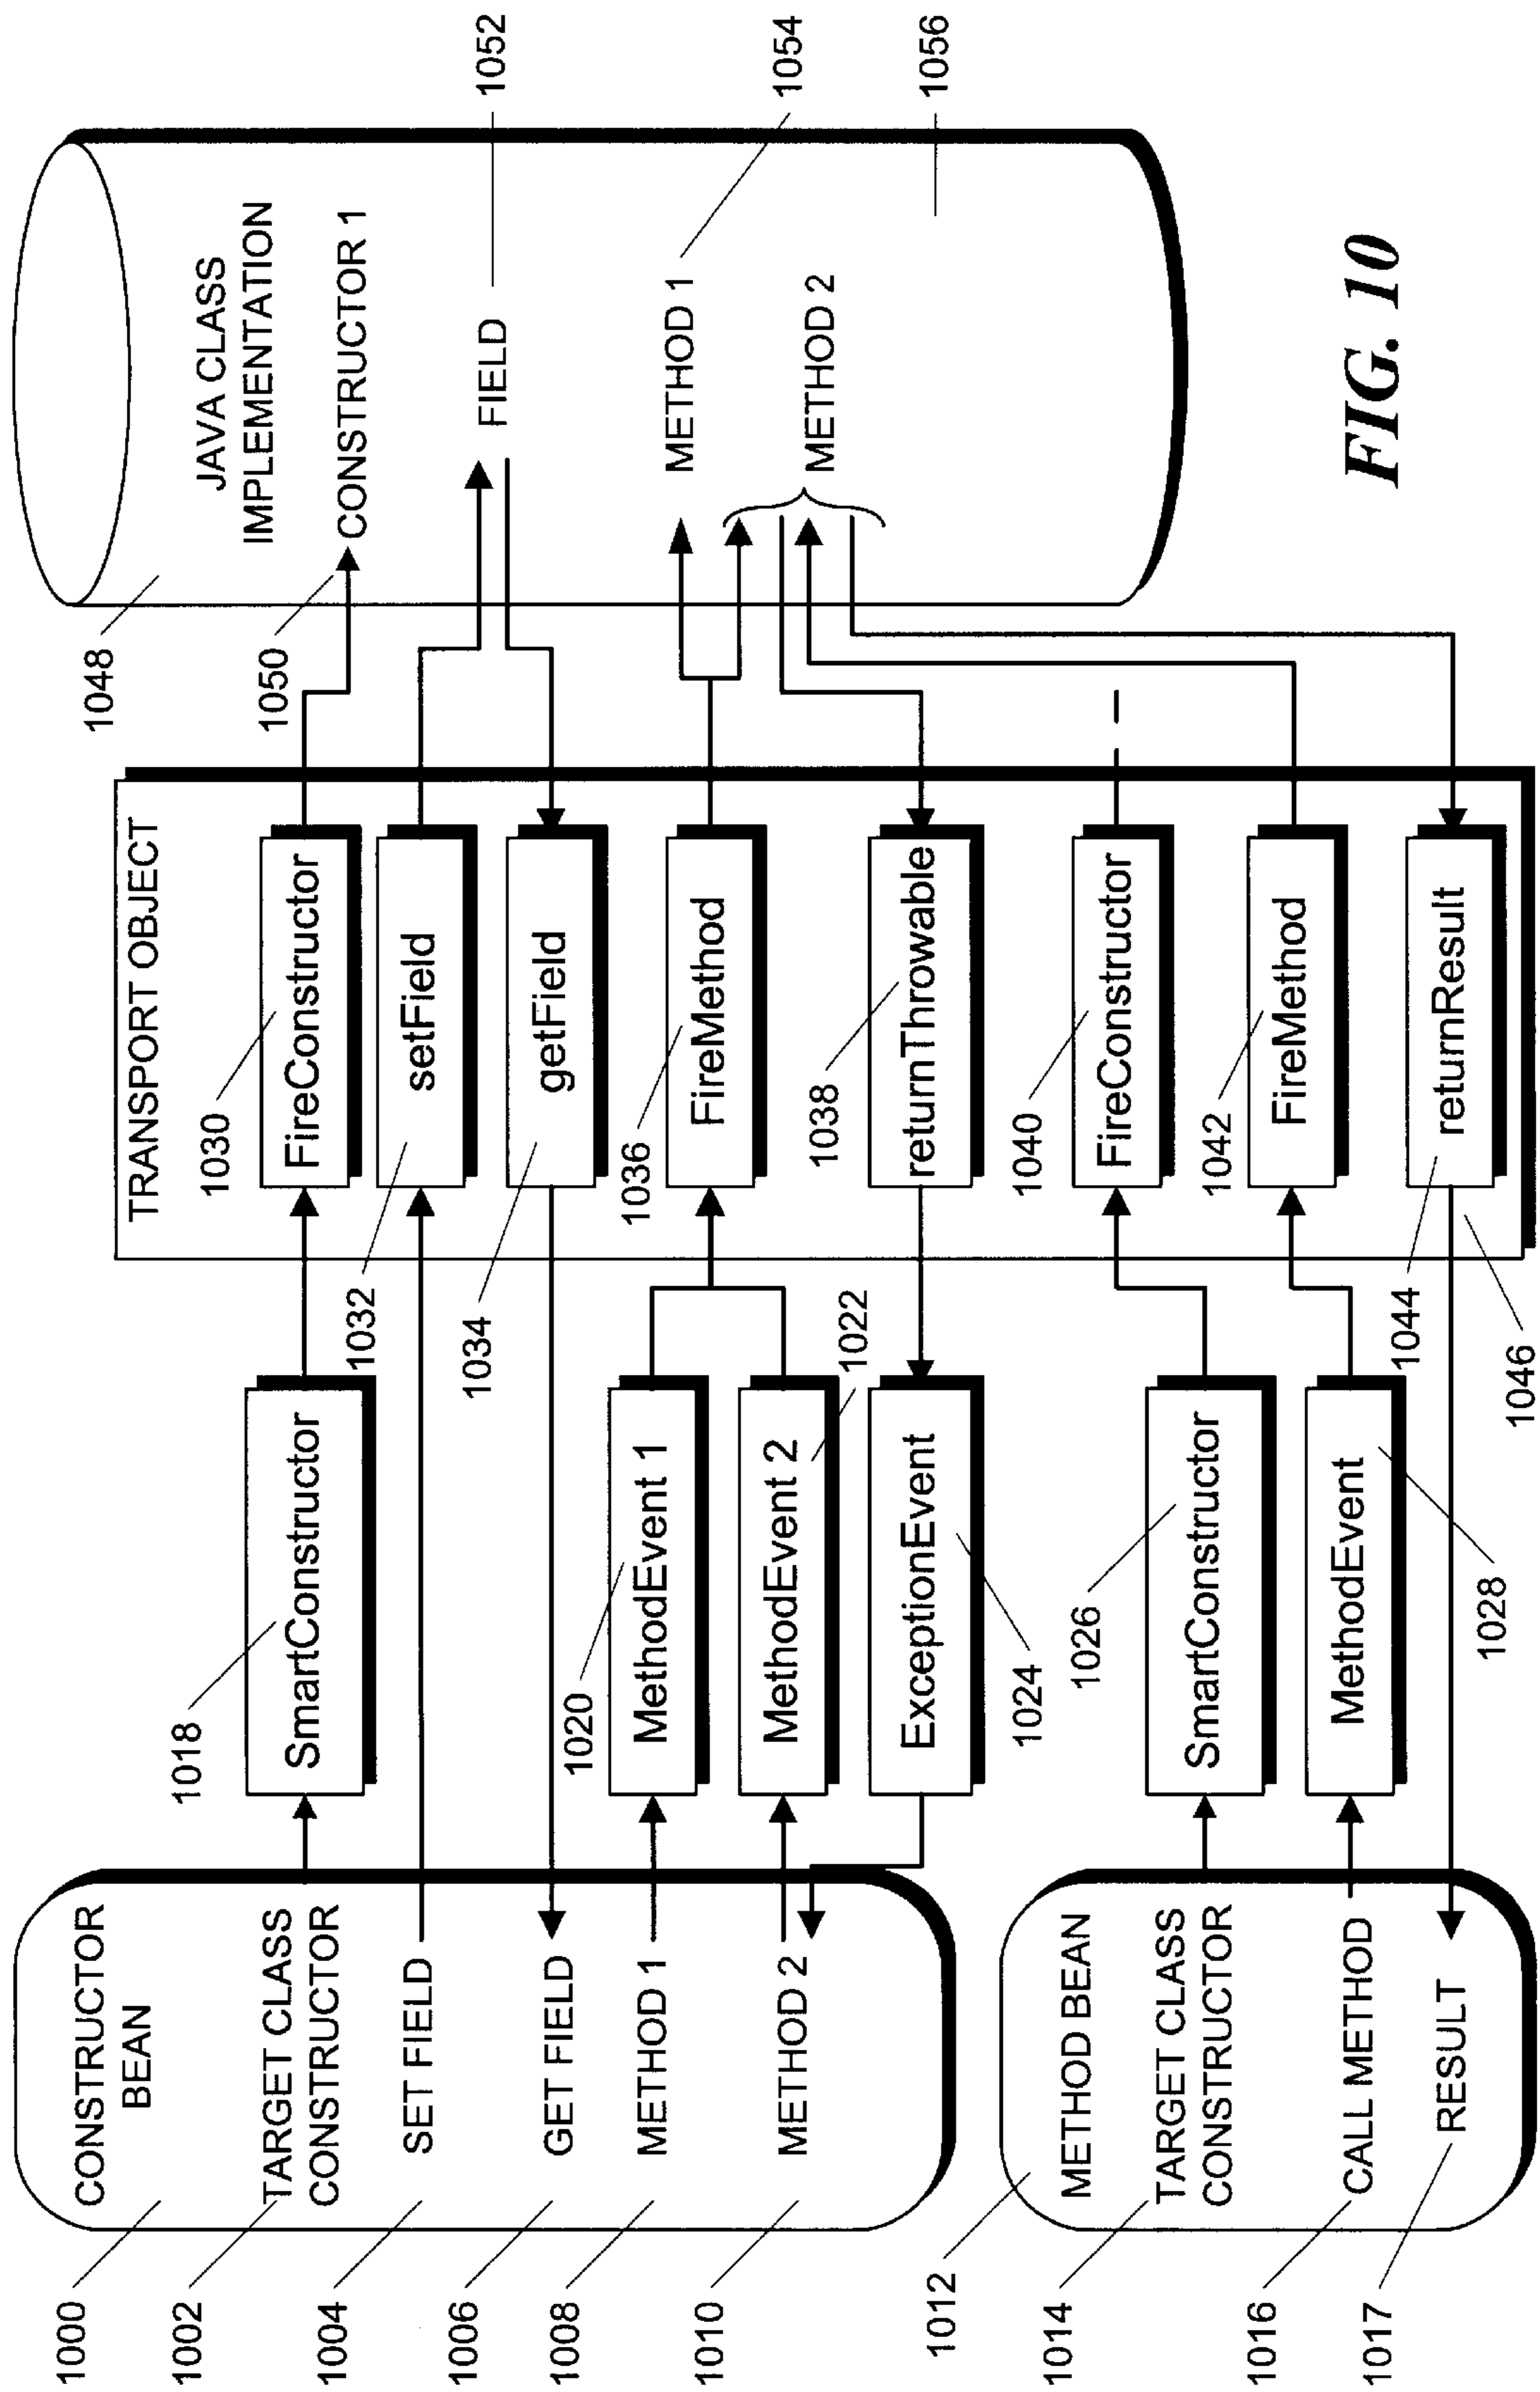 CONSTRUCTOR
BEAN
1000
TARGET CLASS
CONSTRUCTOR
1002
SET FIELD
1004
GET FIELD
1006
METHOD 1
1008
METHOD 2
1010
METHOD BEAN
1012
TARGET CLASS
CONSTRUCTOR
1014
CALL METHOD
1016
RESULT
1017
1018
SmartConstructor
1020
MethodEvent 1
MethodEvent 2
1022
ExceptionEvent
1024
1026
SmartConstructor
MethodEvent
1028
TRANSPORT OBJECT
1030
FireConstructor
setField
1032
getField
1034
1036
FireMethod
1038
returnThrowable
1040
FireConstructor
1042
FireMethod
returnResult
1044
1046
1048
JAVA CLASS
IMPLEMENTATION
1050
CONSTRUCTOR 1
FIELD
1052
METHOD 1
1054
METHOD 2
1056
FIG. 10